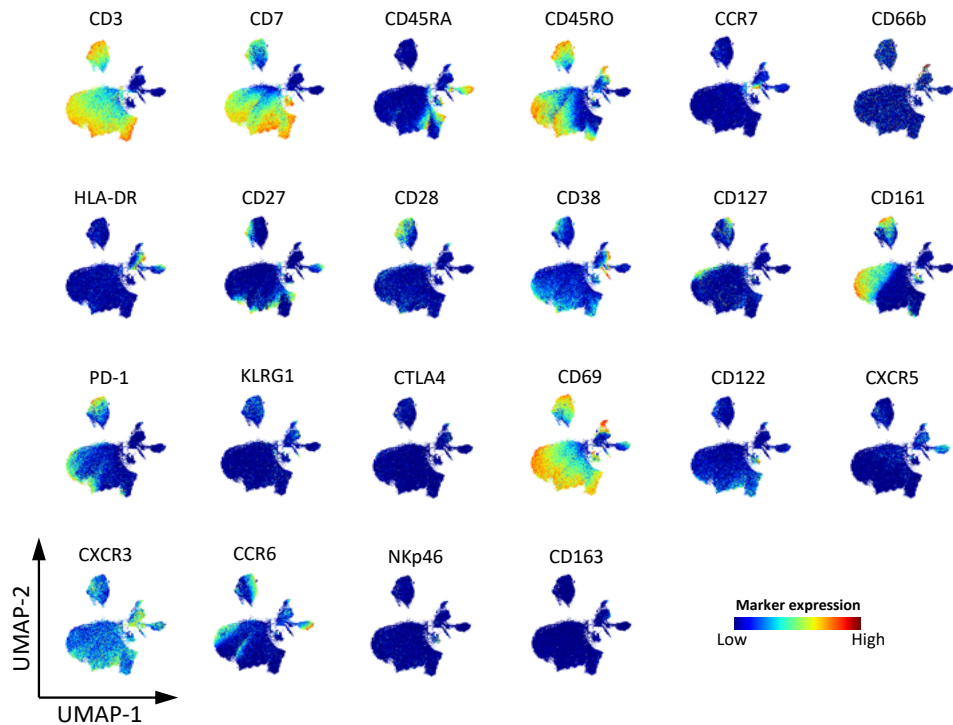 CD3 CD7 CD45RA CD45RO CCR7 CD66b
HLA-DR CD27 CD28 CD38 CD127 CD161
PD-1 KLRG1 CTLA4 CD69 CD122 CXCR5
CXCR3 CCR6 NKp46 CD163
Marker expression
Low High
UMAP-2
UMAP-1